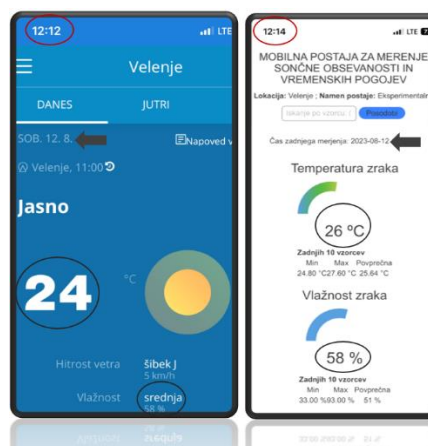 12:12
LTE
Velenje
DANES
JUTRI
SOB. 12. 8.
Napoved v
Velenje, 11:00
Jasno
24
°C
Hitrost vetra
šibek J
5 km/h
Vlažnost
srednja
58 %
12:14
LTE
MOBILNA POSTAJA ZA MERENJE
SONČNE OBSEVANOSTI IN
VREMENSKIH POGOJEV
Lokacija: Velenje ; Namen postaje: Eksperimentaln
Posodobi
Čas zadnjega merjenja: 2023-08-12
Temperatura zraka
26 °C
Zadnjih 10 vzorcev
Min Max Povprečna
24.80 °C 27.60 °C 25.64 °C
Vlažnost zraka
58 %
Zadnjih 10 vzorcev
Min Max Povprečna
33.00 % 93.00 % 51 %